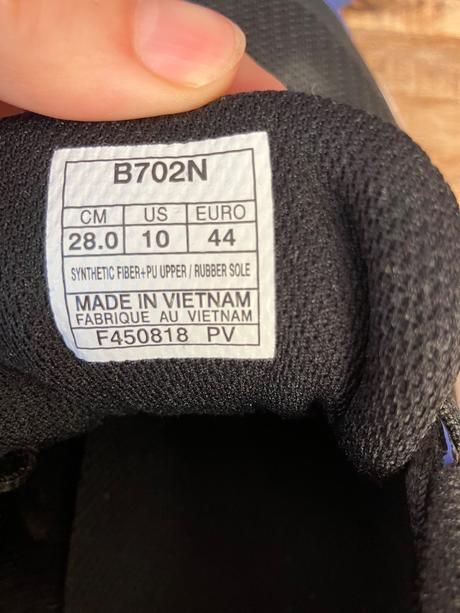 B702N
CM US EURO
28.0 10 44
SYNTHETIC FIBER+PU UPPER / RUBBER SOLE
MADE IN VIETNAM
FABRIQUE AU VIETNAM
F450818 PV